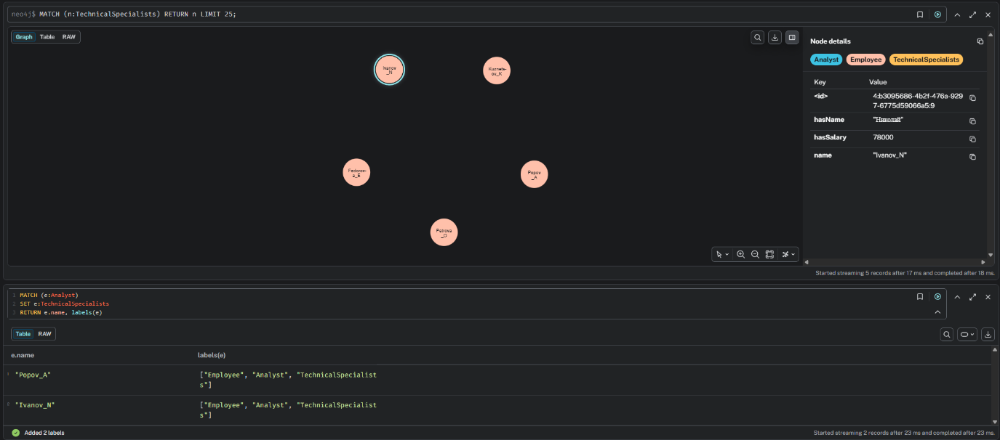 neo4j$ MATCH (n:TechnicalSpecialists) RETURN n LIMIT 25;
Graph Table RAW
Ivanov
_N
Kuznets-
ov_K
Fedorov-
a_E
Popov
_A
Petrova
_O
Node details
Analyst Employee TechnicalSpecialists
Key Value
<id> 4:b3095686-4b2f-476a-929
7-6775d59066a5:9
hasName "Николай"
hasSalary 78000
name "Ivanov_N"
Started streaming 5 records after 17 ms and completed after 18 ms.
1 MATCH (e:Analyst)
2 SET e:TechnicalSpecialists
3 RETURN e.name, labels(e)
Table RAW
e.name labels(e)
1 "Popov_A" ["Employee", "Analyst", "TechnicalSpecialist
s"]
2 "Ivanov_N" ["Employee", "Analyst", "TechnicalSpecialist
s"]
Added 2 labels
Started streaming 2 records after 23 ms and completed after 23 ms.